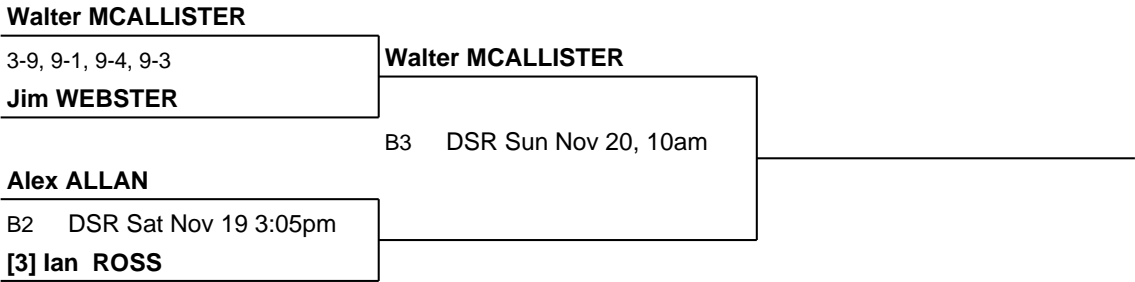 Walter MCALLISTER
3-9, 9-1, 9-4, 9-3
Jim WEBSTER
Walter MCALLISTER
B3 DSR Sun Nov 20, 10am
Alex ALLAN
B2 DSR Sat Nov 19 3:05pm
[3] Ian ROSS